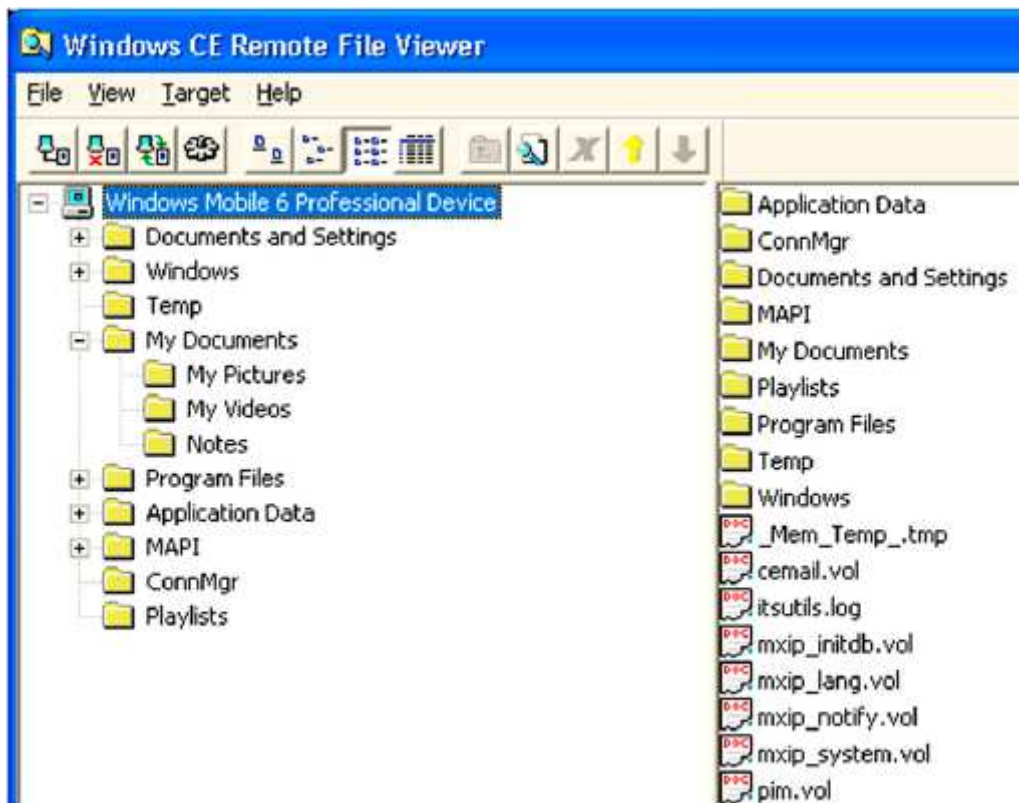 Windows CE Remote File Viewer
File View Target Help
Windows Mobile 6 Professional Device
Documents and Settings
Windows
Temp
My Documents
My Pictures
My Videos
Notes
Program Files
Application Data
MAPI
ConnMgr
Playlists
Application Data
ConnMgr
Documents and Settings
MAPI
My Documents
Playlists
Program Files
Temp
Windows
_Mem_Temp_.tmp
cemail.vol
itsutils.log
mxip_initdb.vol
mxip_lang.vol
mxip_notify.vol
mxip_system.vol
pim.vol